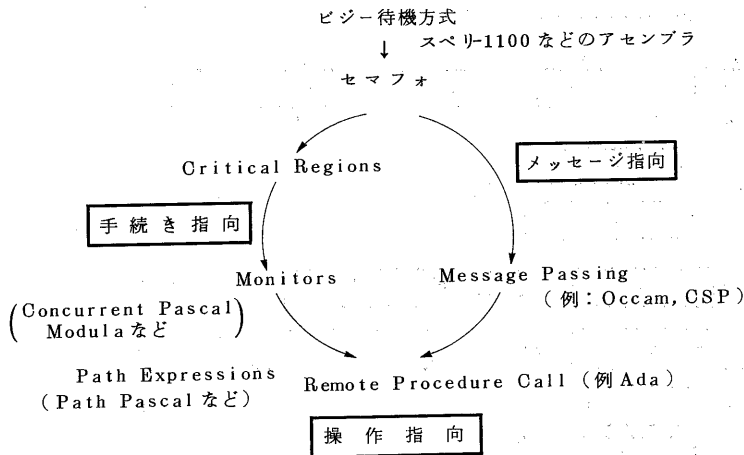 ビジー待機方式
↓ スペリ-1100などのアセンブラ
セマフォ
Critical Regions
メッセージ指向
手続き指向
Monitors
Message Passing
(例：Occam, CSP)
(Concurrent Pascal
Modulaなど)
Path Expressions
(Path Pascalなど)
Remote Procedure Call (例Ada)
操作指向